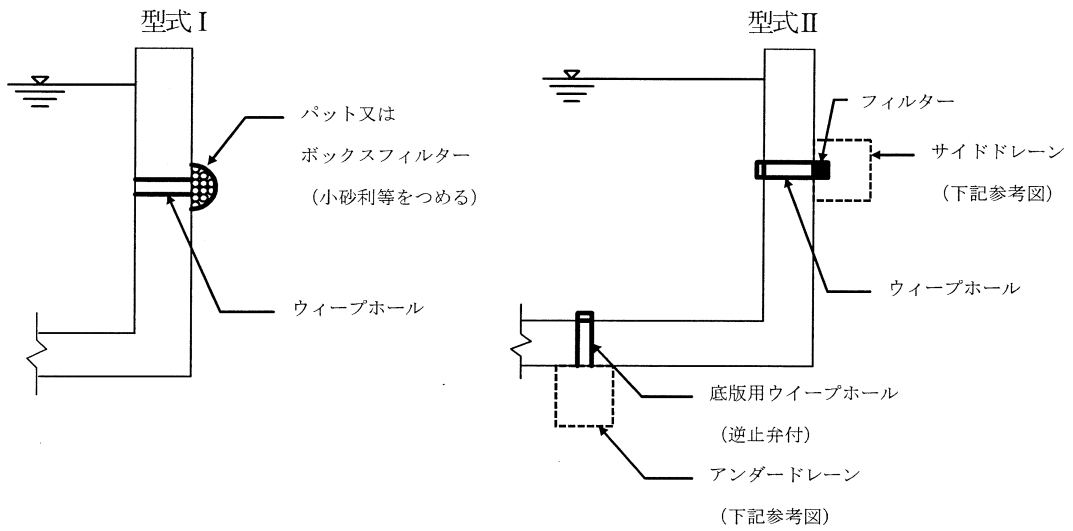 型式Ⅰ
パット又は
ボックスフィルター
（小砂利等をつめる）
ウィープホール
型式Ⅱ
フィルター
サイドドレーン
（下記参考図）
ウィープホール
底版用ウイープホール
（逆止弁付）
アンダードレーン
（下記参考図）